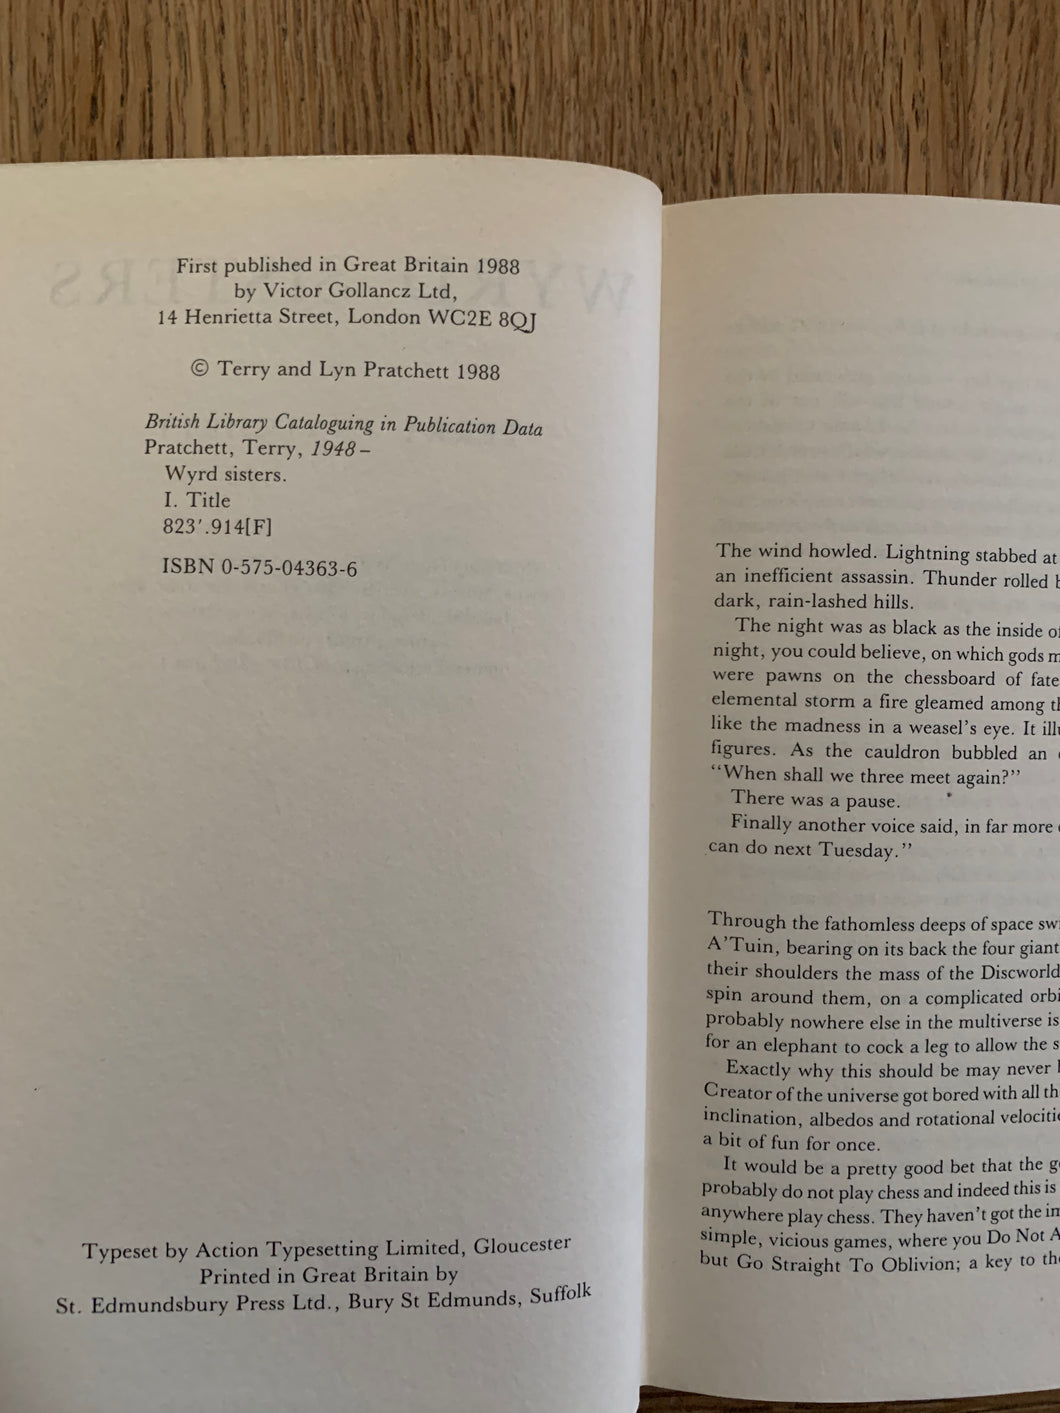 First published in Great Britain 1988
by Victor Gollancz Ltd,
14 Henrietta Street, London WC2E 8QJ
© Terry and Lyn Pratchett 1988
British Library Cataloguing in Publication Data
Pratchett, Terry, 1948–
Wyrd sisters.
I. Title
823′.914[F]
ISBN 0-575-04363-6
Typeset by Action Typesetting Limited, Gloucester
Printed in Great Britain by
St. Edmundsbury Press Ltd., Bury St Edmunds, Suffolk
The wind howled. Lightning stabbed at
an inefficient assassin. Thunder rolled
dark, rain-lashed hills.
The night was as black as the inside
night, you could believe, on which gods
were pawns on the chessboard of fate
elemental storm a fire gleamed among
like the madness in a weasel's eye. It
figures. As the cauldron bubbled an
“When shall we three meet again?”
There was a pause.
Finally another voice said, in far more
can do next Tuesday.”
Through the fathomless deeps of space
A'Tuin, bearing on its back the four giant
their shoulders the mass of the Discworld
spin around them, on a complicated
probably nowhere else in the multiverse is
for an elephant to cock a leg to allow the
Exactly why this should be may never
Creator of the universe got bored with all
inclination, albedos and rotational
a bit of fun for once.
It would be a pretty good bet that the
probably do not play chess and indeed this is
anywhere play chess. They haven't got the
simple, vicious games, where you Do Not
but Go Straight To Oblivion; a key to